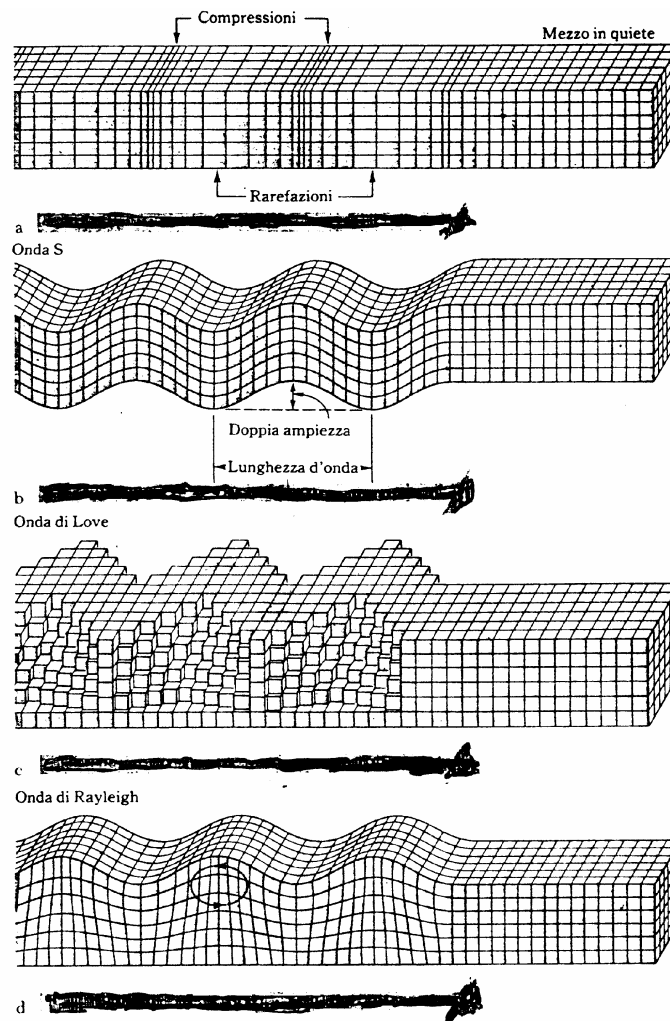 Compressioni
Mezzo in quiete
Rarefazioni
a
Onda S
Doppia ampiezza
Lunghezza d'onda
b
Onda di Love
c
Onda di Rayleigh
d